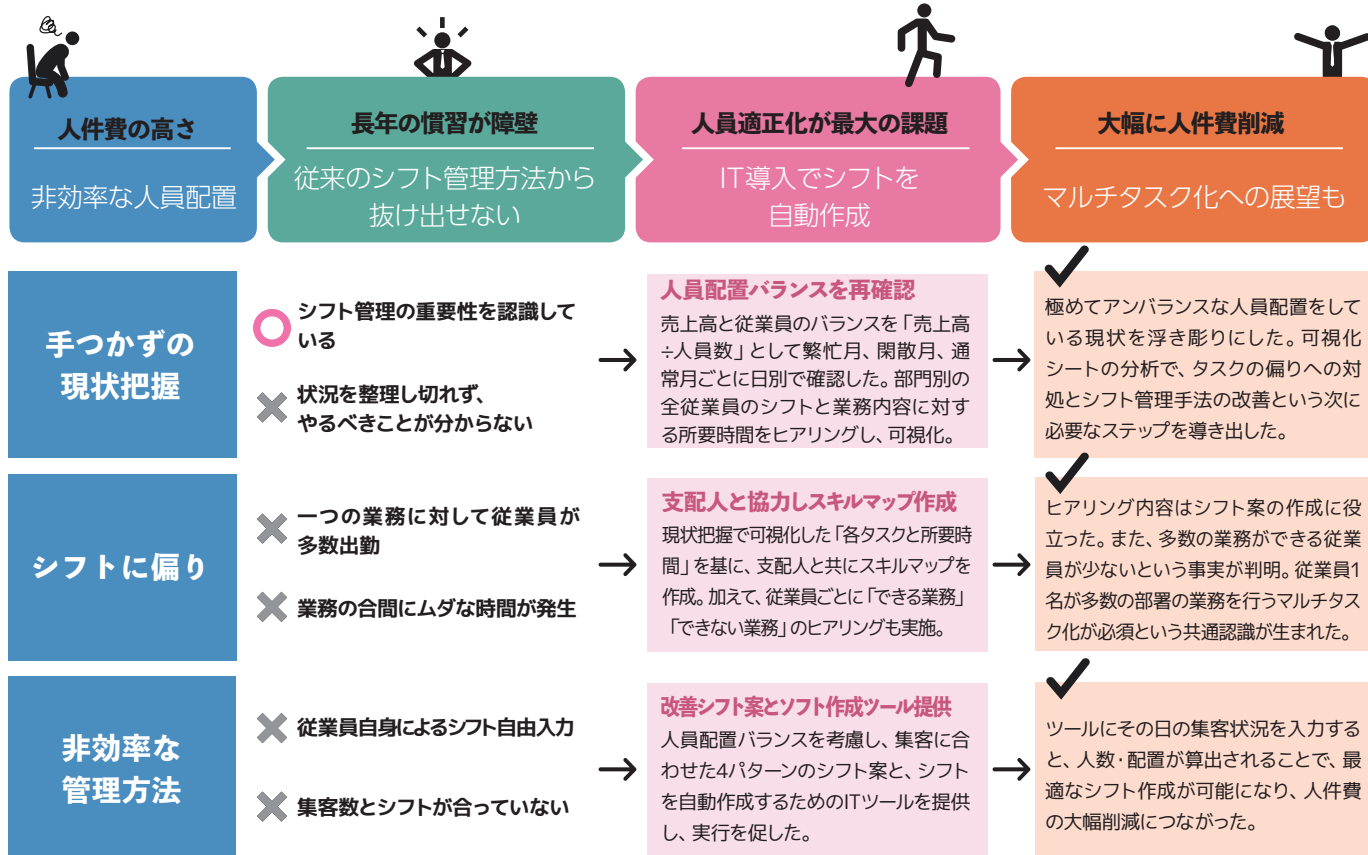 人件費の高さ
非効率な人員配置
長年の慣習が障壁
従来のシフト管理方法から
抜け出せない
人員適正化が最大の課題
IT導入でシフトを
自動作成
大幅に人件費削減
マルチタスク化への展望も
手つかずの
現状把握
シフト管理の重要性を認識して
いる
状況を整理し切れず、
やるべきことが分からない
人員配置バランスを再確認
売上高と従業員のバランスを「売上高
÷人員数」として繁忙月、閑散月、通
常月ごとに日別で確認した。部門別の
全従業員のシフトと業務内容に対す
る所要時間をヒアリングし、可視化。
極めてアンバランスな人員配置をして
いる現状を浮き彫りにした。可視化
シートの分析で、タスクの偏りへの対
処とシフト管理手法の改善という次に
必要なステップを導き出した。
シフトに偏り
一つの業務に対して従業員が
多数出勤
業務の合間にムダな時間が発生
支配人と協力しスキルマップ作成
現状把握で可視化した「各タスクと所要時
間」を基に、支配人と共にスキルマップを
作成。加えて、従業員ごとに「できる業務」
「できない業務」のヒアリングも実施。
ヒアリング内容はシフト案の作成に役
立った。また、多数の業務ができる従業
員が少ないという事実が判明。従業員1
名が多数の部署の業務を行うマルチタス
ク化が必須という共通認識が生まれた。
非効率な
管理方法
従業員自身によるシフト自由入力
集客数とシフトが合っていない
改善シフト案とソフト作成ツール提供
人員配置バランスを考慮し、集客に合
わせた4パターンのシフト案と、シフト
を自動作成するためのITツールを提供
し、実行を促した。
ツールにその日の集客状況を入力する
と、人数・配置が算出されることで、最
適なシフト作成が可能になり、人件費
の大幅削減につながった。